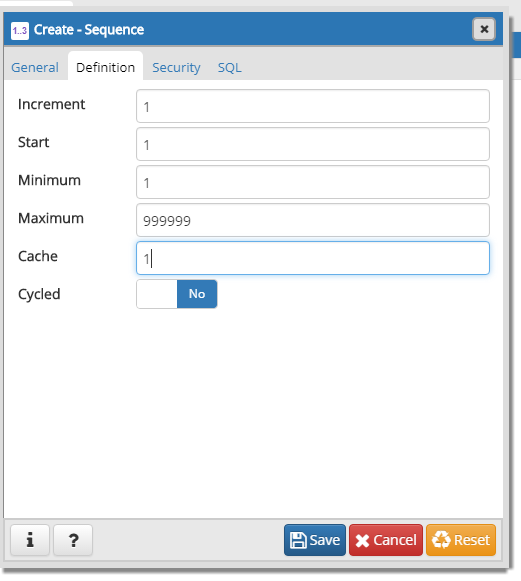 1..3 Create - Sequence
General Definition Security SQL
Increment 1
Start 1
Minimum 1
Maximum 999999
Cache 1
Cycled No
i ? Save Cancel Reset